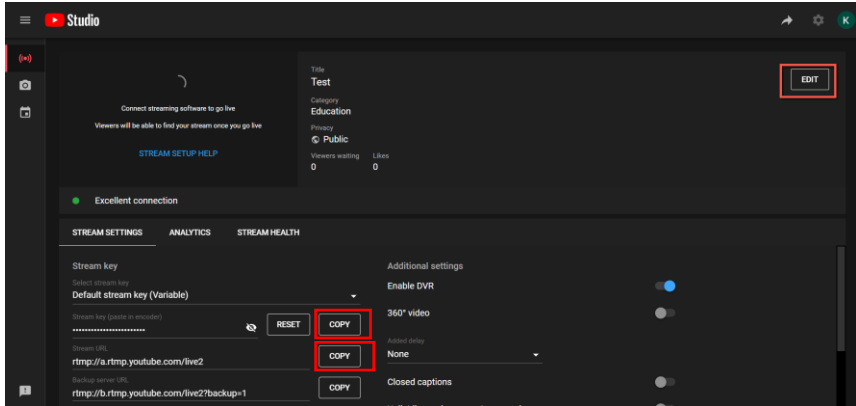 Studio
K
Connect streaming software to go live
Viewers will be able to find your stream once you go live
STREAM SETUP HELP
Title
Test
Category
Education
Privacy
Public
Viewers waiting Likes
0 0
EDIT
Excellent connection
STREAM SETTINGS ANALYTICS STREAM HEALTH
Stream key
Select stream key
Default stream key (Variable)
Stream key (paste in encoder)
•••••••••••••••••••••••• RESET COPY
Stream URL
rtmp://a.rtmp.youtube.com/live2 COPY
Backup server URL
rtmp://b.rtmp.youtube.com/live2?backup=1 COPY
Additional settings
Enable DVR
360° video
Added delay
None
Closed captions